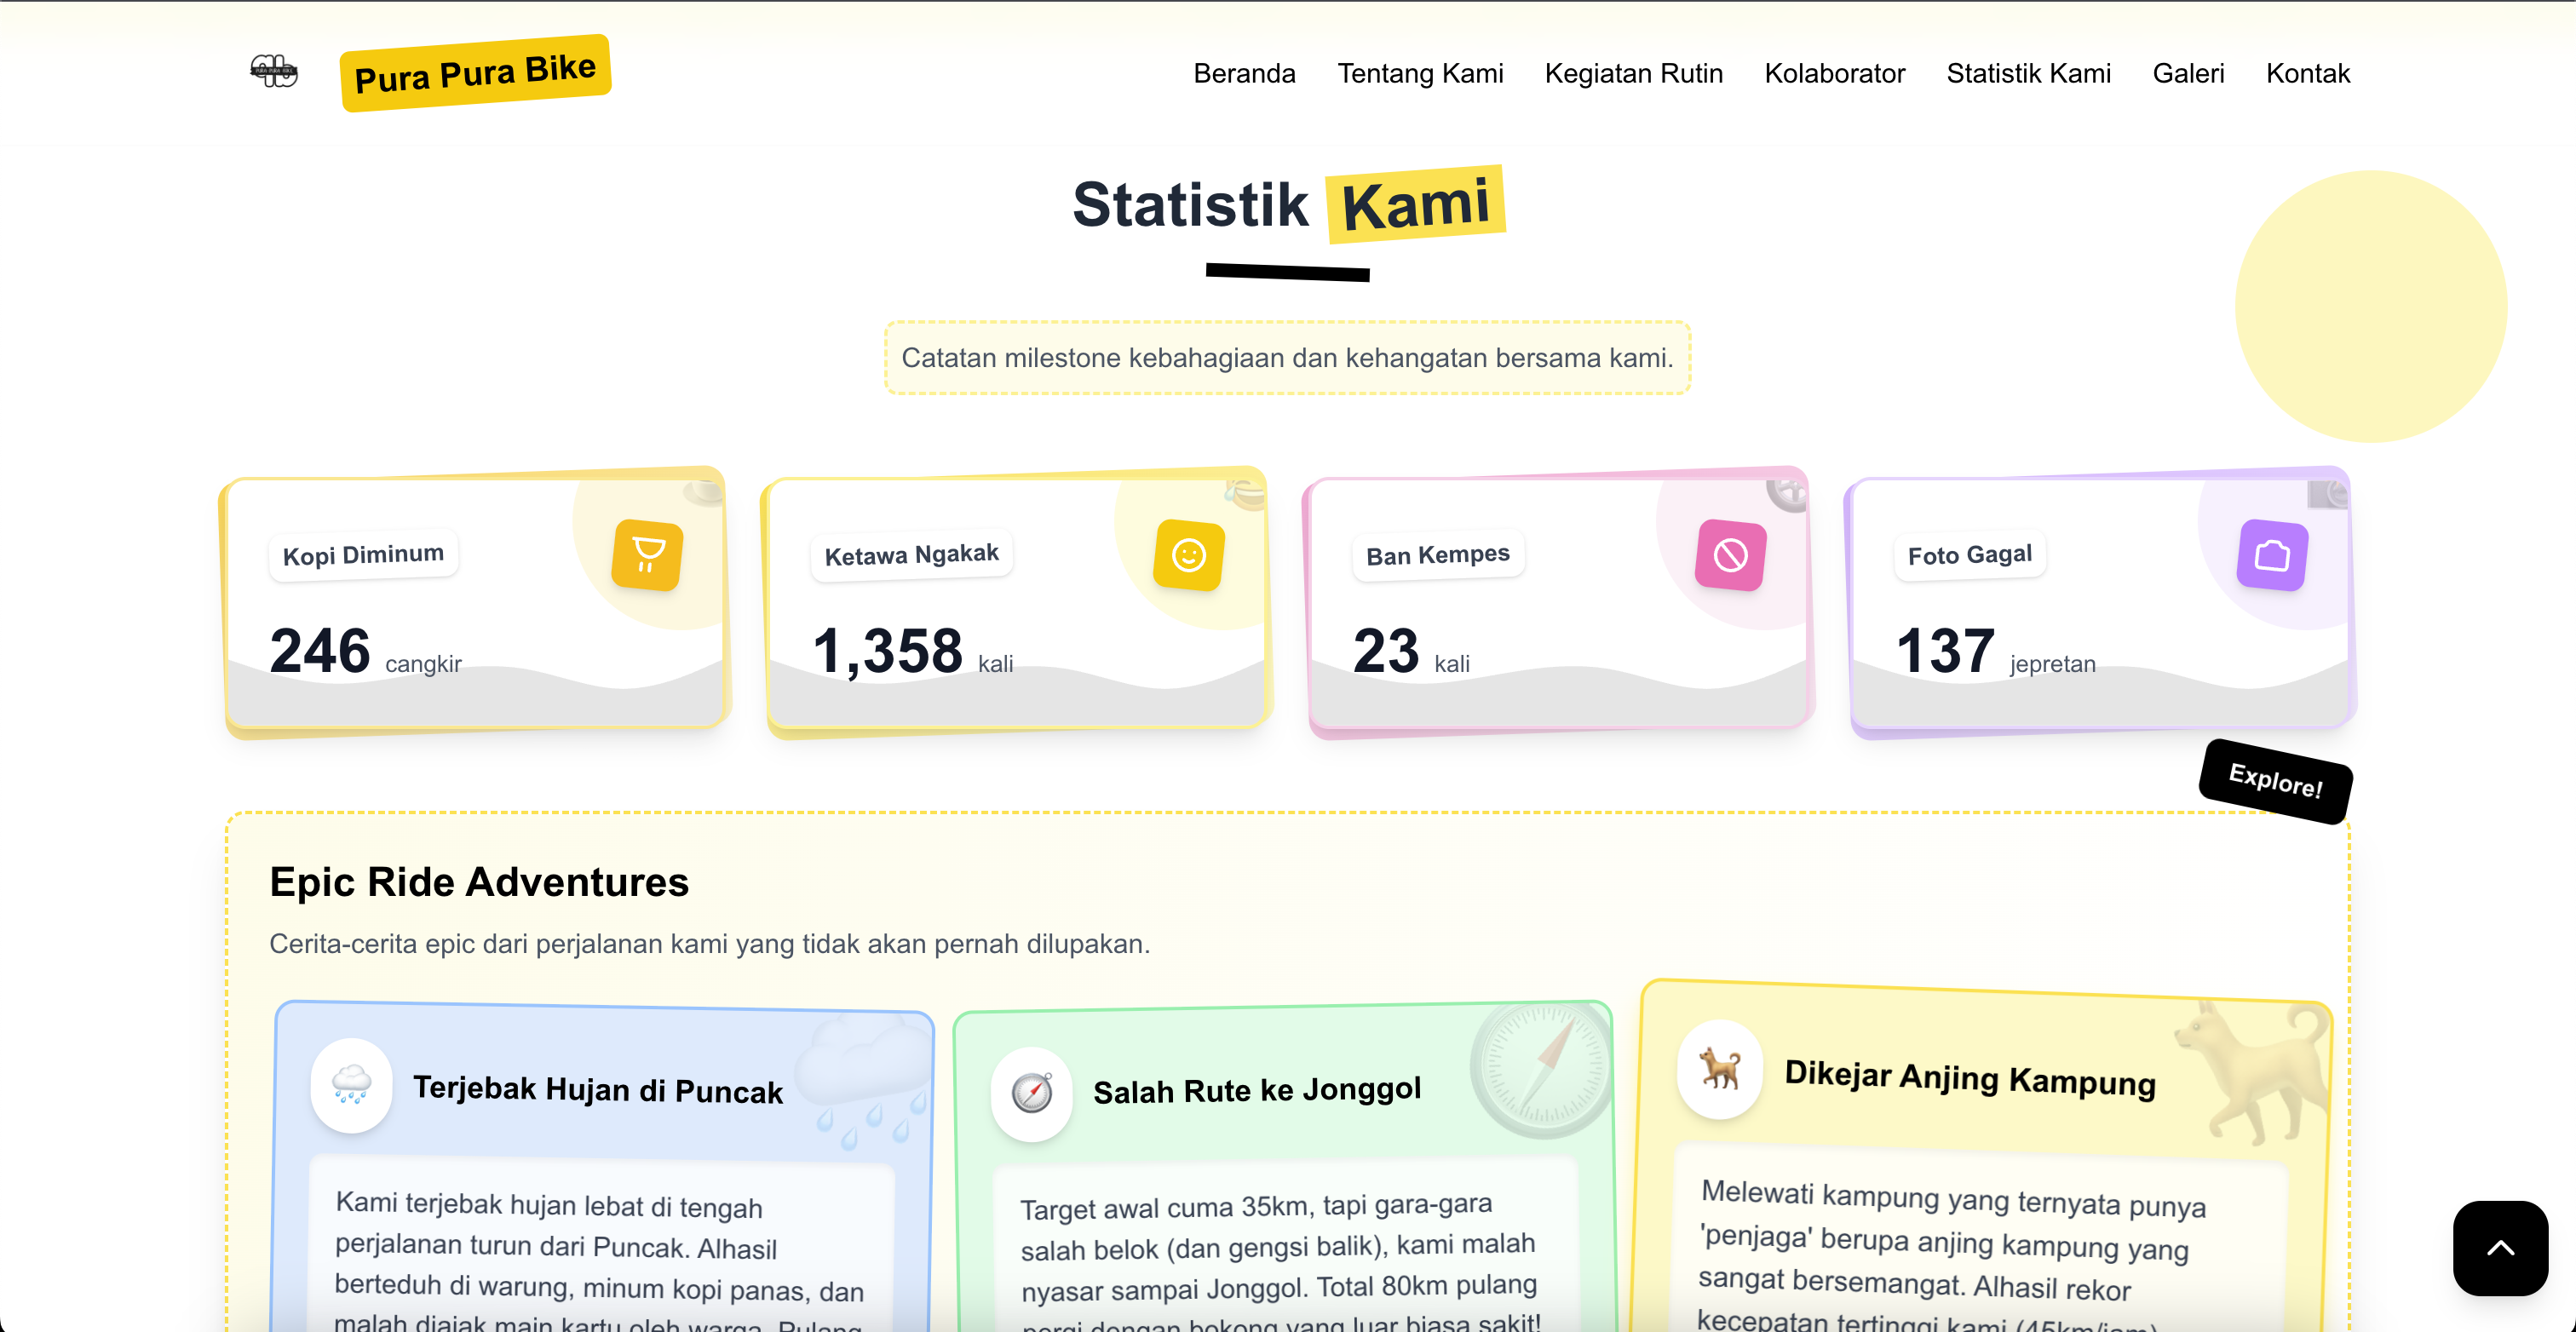 PURA PURA BIKE
Pura Pura Bike
Beranda Tentang Kami Kegiatan Rutin Kolaborator Statistik Kami Galeri Kontak
Statistik Kami
Catatan milestone kebahagiaan dan kehangatan bersama kami.
Kopi Diminum
246 cangkir
Ketawa Ngakak
1,358 kali
Ban Kempes
23 kali
Foto Gagal
137 jepretan
Explore!
Epic Ride Adventures
Cerita-cerita epic dari perjalanan kami yang tidak akan pernah dilupakan.
Terjebak Hujan di Puncak
Kami terjebak hujan lebat di tengah
perjalanan turun dari Puncak. Alhasil
berteduh di warung, minum kopi panas, dan
malah diajak main kartu oleh warga. Pulang
Salah Rute ke Jonggol
Target awal cuma 35km, tapi gara-gara
salah belok (dan gengsi balik), kami malah
nyasar sampai Jonggol. Total 80km pulang
pergi dengan bokong yang luar biasa sakit!
Dikejar Anjing Kampung
Melewati kampung yang ternyata punya
'penjaga' berupa anjing kampung yang
sangat bersemangat. Alhasil rekor
kecepatan tertinggi kami (45km/jam)